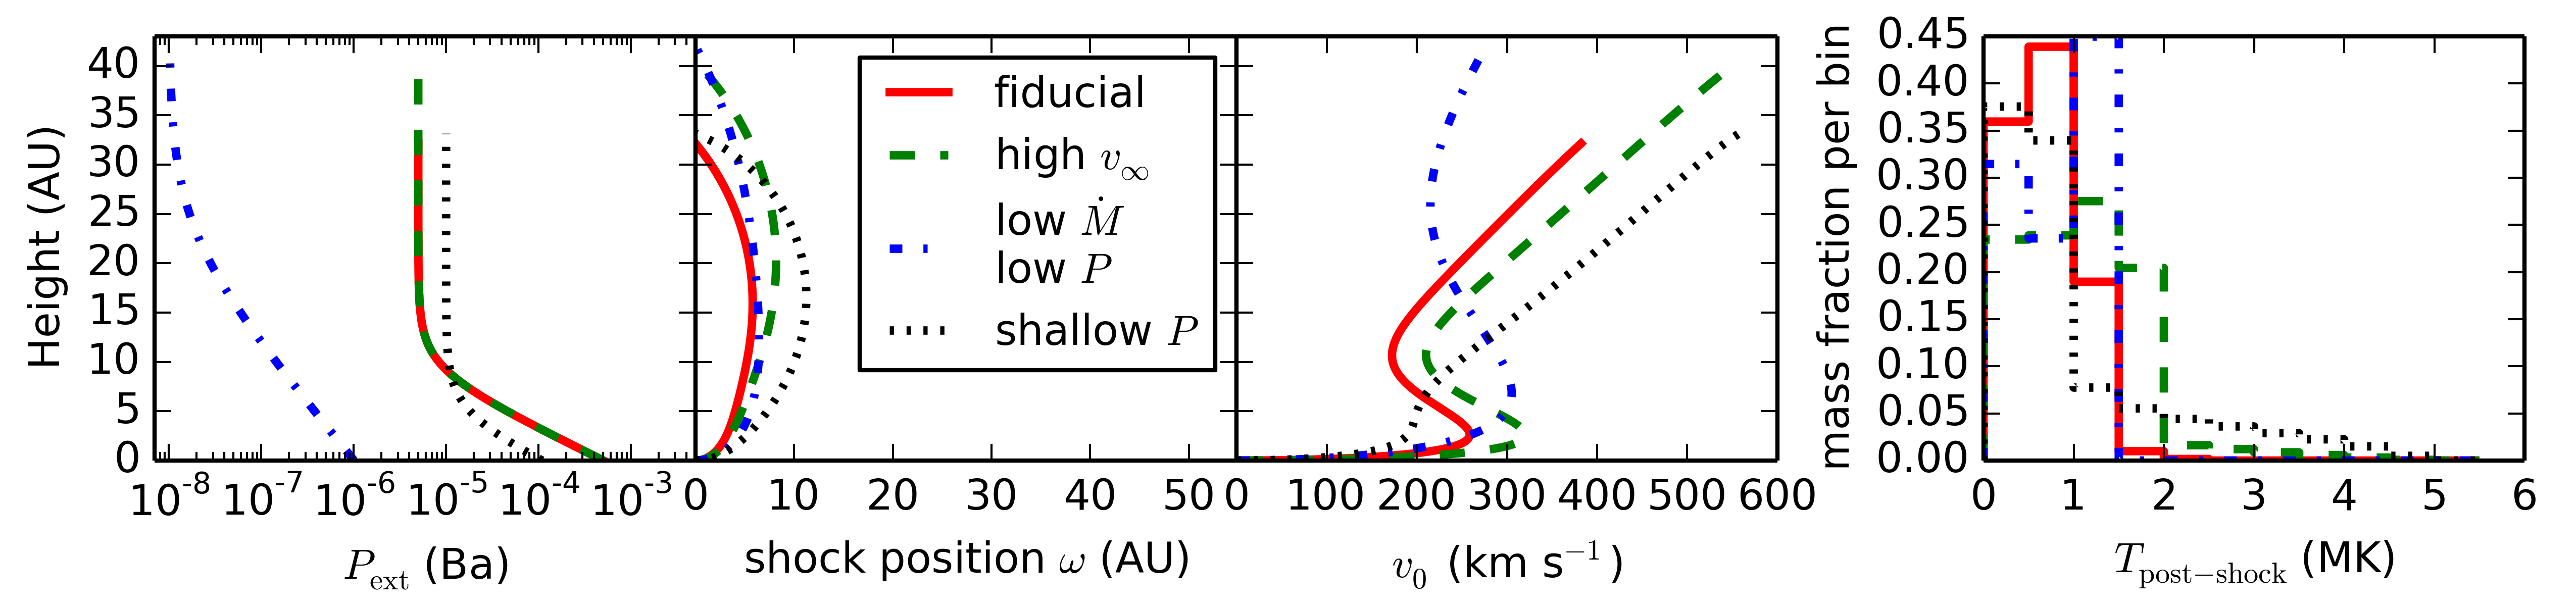 Height (AU)
40
35
30
25
20
15
10
5
0
10⁻⁸ 10⁻⁷ 10⁻⁶ 10⁻⁵ 10⁻⁴ 10⁻³
P_ext (Ba)
0 10 20 30 40 50
shock position ω (AU)
fiducial
high v_∞
low Ṁ
low P
shallow P
0 100 200 300 400 500 600
v_0 (km s⁻¹)
mass fraction per bin
0.45
0.40
0.35
0.30
0.25
0.20
0.15
0.10
0.05
0.00
0 1 2 3 4 5 6
T_post−shock (MK)